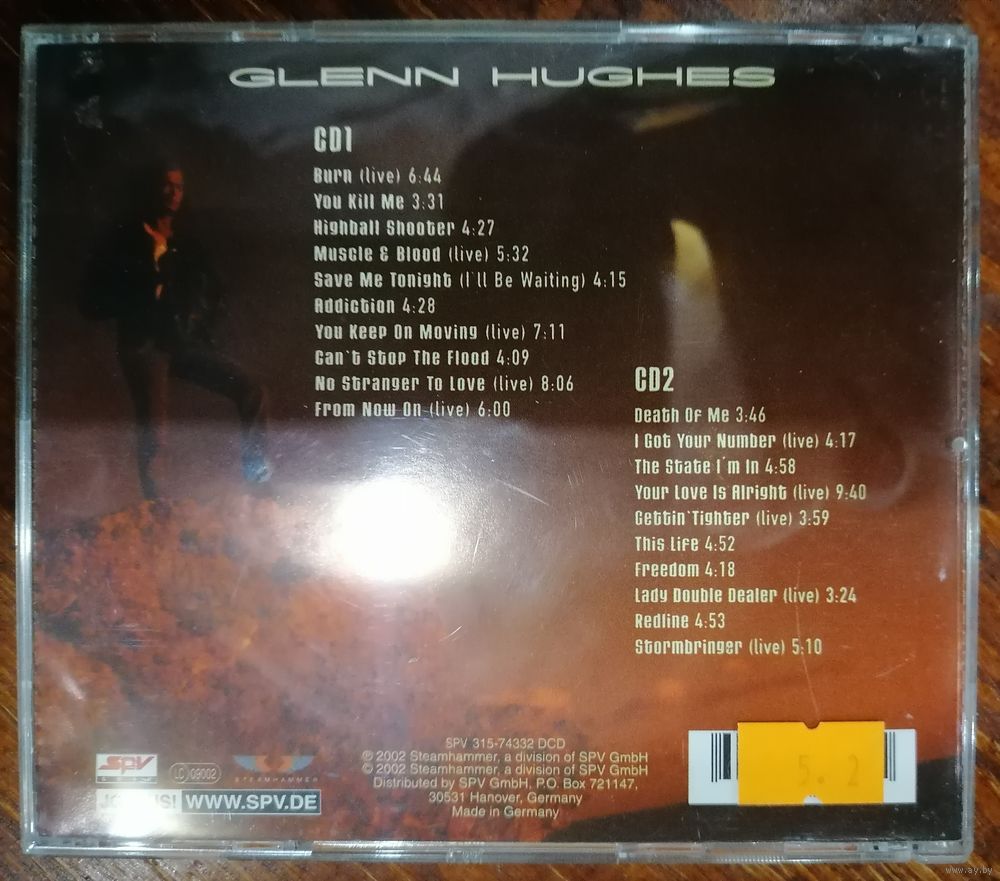 GLENN HUGHES
CD1
Burn (live) 6:44
You Kill Me 3:31
Highball Shooter 4:27
Muscle & Blood (live) 5:32
Save Me Tonight (I'll Be Waiting) 4:15
Addiction 4:28
You Keep On Moving (live) 7:11
Can't Stop The Flood 4:09
No Stranger To Love (live) 8:06
From Now On (live) 6:00
CD2
Death Of Me 3:46
I Got Your Number (live) 4:17
The State I'm In 4:58
Your Love Is Alright (live) 9:40
Gettin'Tighter (live) 3:59
This Life 4:52
Freedom 4:18
Lady Double Dealer (live) 3:24
Redline 4:53
Stormbringer (live) 5:10
SPV
LC 09002
STEAMHAMMER
WWW.SPV.DE
SPV 315-74332 DCD
℗ 2002 Steamhammer, a division of SPV GmbH
© 2002 Steamhammer, a division of SPV GmbH
Distributed by SPV GmbH, P.O. Box 721147,
30531 Hanover, Germany
Made in Germany
5.2
www.ay.by